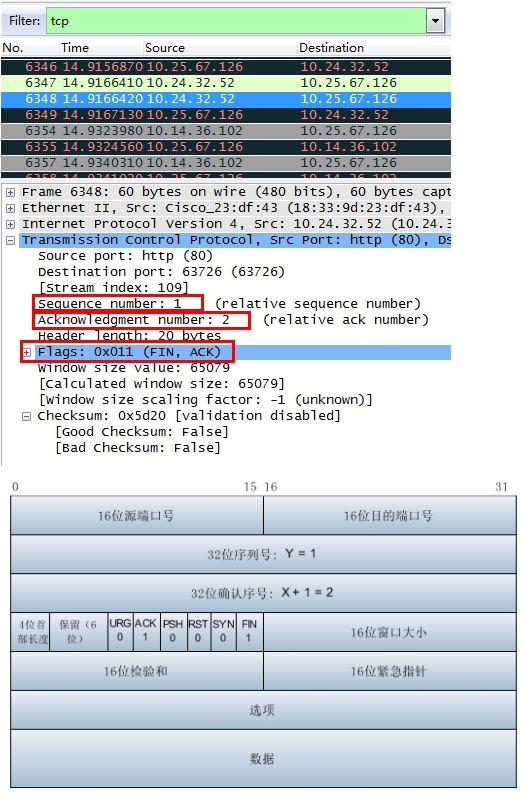 Filter: tcp
No. Time Source Destination
6346 14.9156870 10.25.67.126 10.24.32.52
6347 14.9166410 10.24.32.52 10.25.67.126
6348 14.9166420 10.24.32.52 10.25.67.126
6349 14.9167130 10.25.67.126 10.24.32.52
6354 14.9323980 10.14.36.102 10.25.67.126
6355 14.9324560 10.25.67.126 10.14.36.102
6357 14.9340310 10.14.36.102 10.25.67.126
Frame 6348: 60 bytes on wire (480 bits), 60 bytes capt
Ethernet II, Src: Cisco_23:df:43 (18:33:9d:23:df:43),
Internet Protocol Version 4, Src: 10.24.32.52 (10.24.3
Transmission Control Protocol, Src Port: http (80), Ds
Source port: http (80)
Destination port: 63726 (63726)
[Stream index: 109]
Sequence number: 1 (relative sequence number)
Acknowledgment number: 2 (relative ack number)
Header length: 20 bytes
Flags: 0x011 (FIN, ACK)
Window size value: 65079
[Calculated window size: 65079]
[Window size scaling factor: -1 (unknown)]
Checksum: 0x5d20 [validation disabled]
[Good Checksum: False]
[Bad Checksum: False]
0 15 16 31
16位源端口号 16位目的端口号
32位序列号: Y = 1
32位确认序号: X + 1 = 2
4位首部长度 保留（6位） URG 0 ACK 1 PSH 0 RST 0 SYN 0 FIN 1 16位窗口大小
16位检验和 16位紧急指针
选项
数据